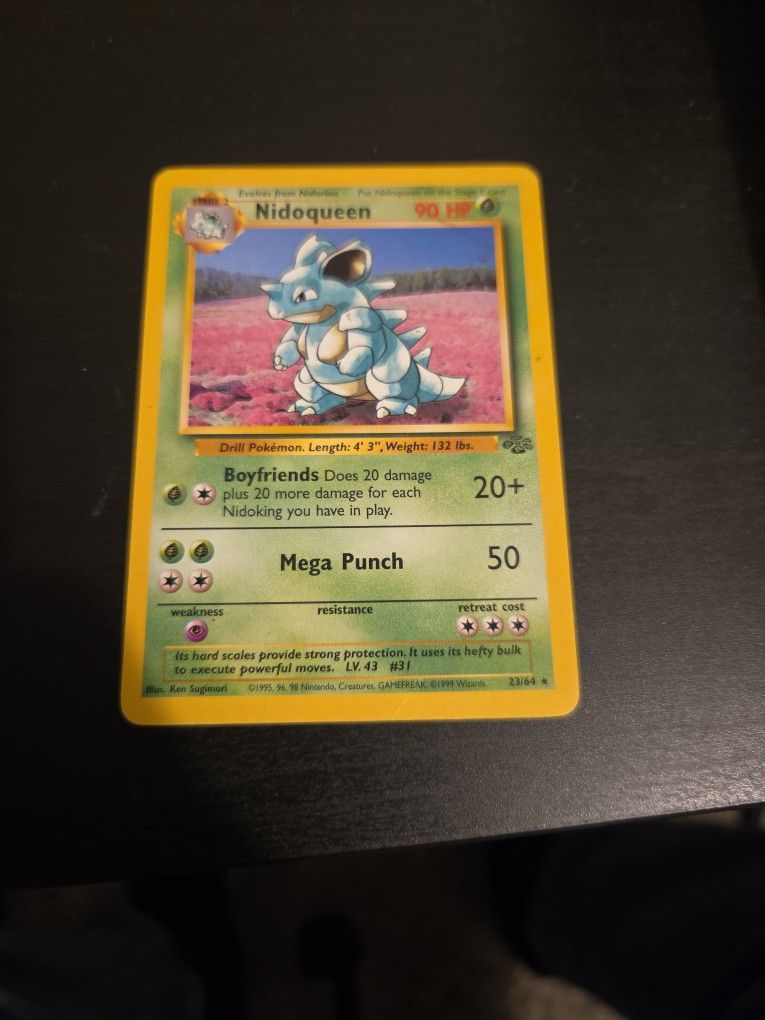 Evolves from Nidorina Put Nidoqueen on the Stage 1 card
STAGE 2
Nidoqueen 90 HP
Drill Pokémon. Length: 4' 3", Weight: 132 lbs.
Boyfriends Does 20 damage
plus 20 more damage for each
Nidoking you have in play.
20+
Mega Punch 50
weakness resistance retreat cost
Its hard scales provide strong protection. It uses its hefty bulk
to execute powerful moves. LV. 43 #31
Illus. Ken Sugimori ©1995, 96, 98 Nintendo, Creatures, GAMEFREAK. ©1999 Wizards. 23/64 ★